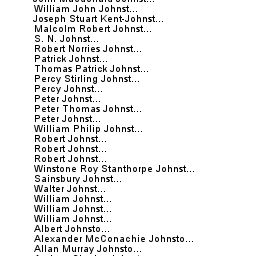 William John Johnst...
Joseph Stuart Kent-Johnst...
Malcolm Robert Johnst...
S. N. Johnst...
Robert Norries Johnst...
Patrick Johnst...
Thomas Patrick Johnst...
Percy Stirling Johnst...
Percy Johnst...
Peter Johnst...
Peter Thomas Johnst...
Peter Johnst...
William Philip Johnst...
Robert Johnst...
Robert Johnst...
Robert Johnst...
Winstone Roy Stanthorpe Johnst...
Sainsbury Johnst...
Walter Johnst...
William Johnst...
William Johnst...
William Johnst...
Albert Johnsto...
Alexander McConachie Johnsto...
Allan Murray Johnsto...